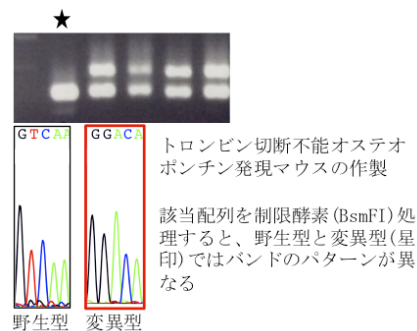 ★
GTCAA
GGACA
トロンビン切断不能オステオ
ポンチン発現マウスの作製
該当配列を制限酵素(BsmFI)処
理すると、野生型と変異型(星
印)ではバンドのパターンが異
なる
野生型
変異型